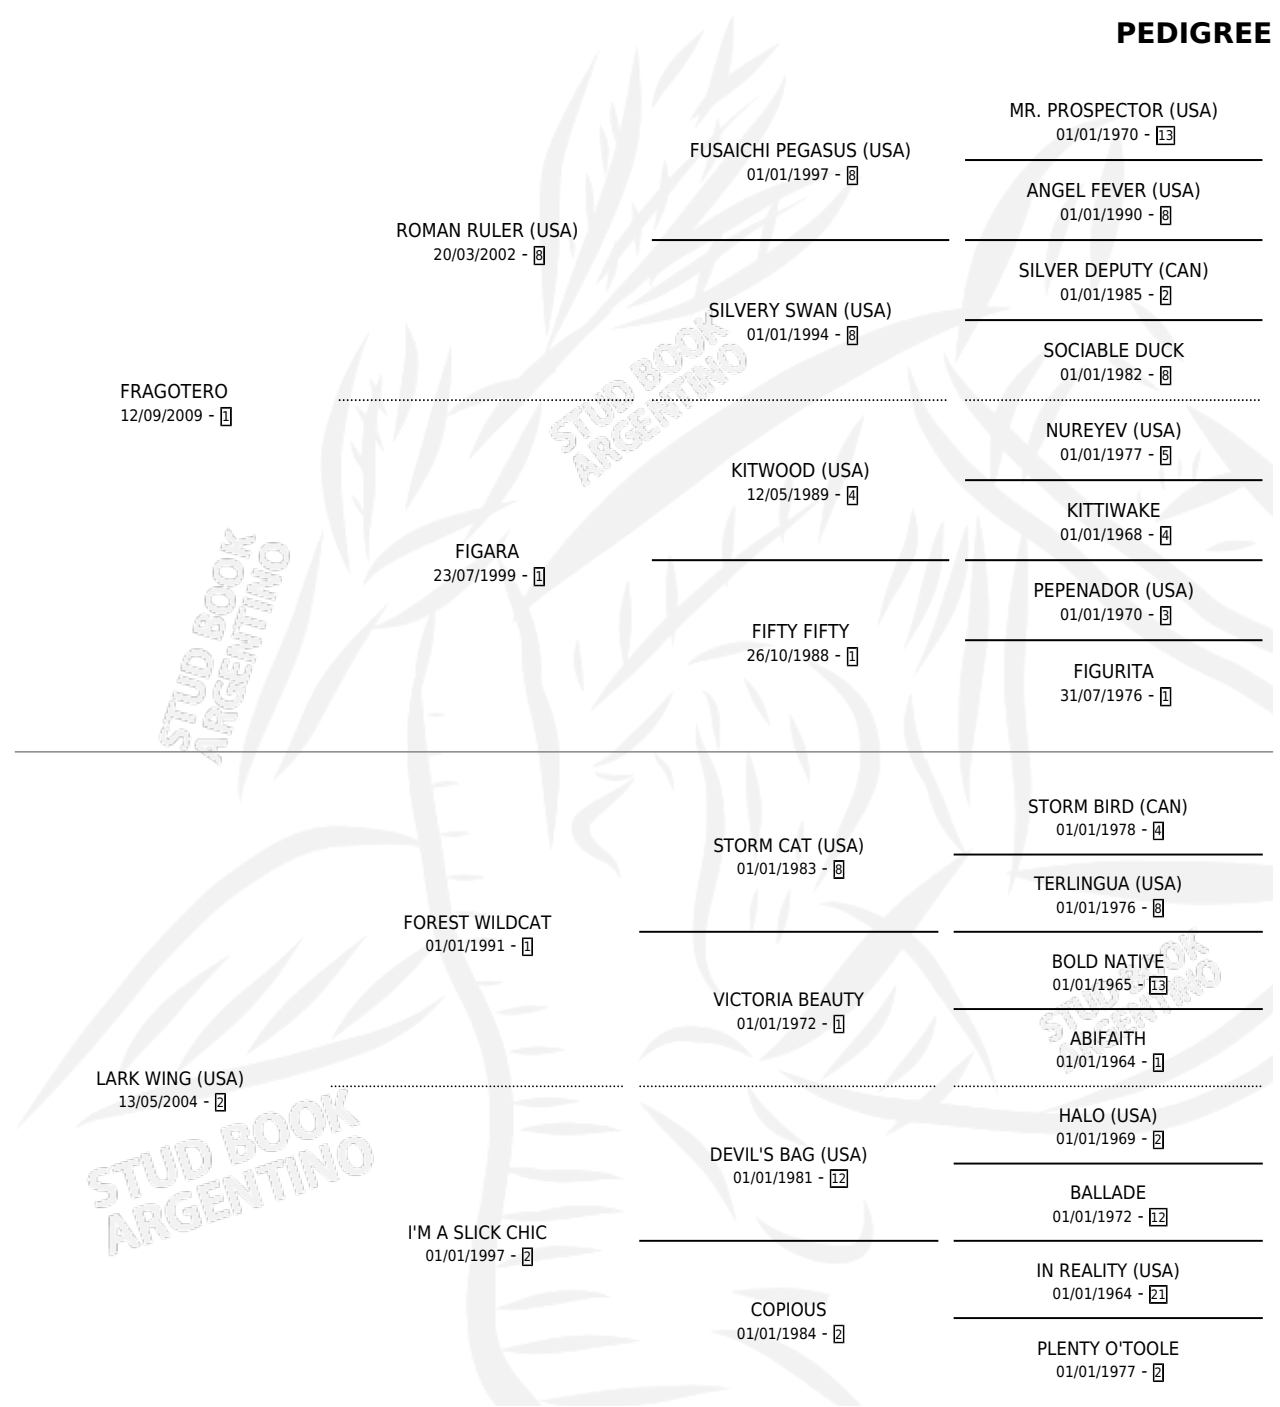 PEDIGREE
MR. PROSPECTOR (USA)
01/01/1970 - 13
FUSAICHI PEGASUS (USA)
01/01/1997 - 8
ANGEL FEVER (USA)
01/01/1990 - 8
ROMAN RULER (USA)
20/03/2002 - 8
SILVER DEPUTY (CAN)
01/01/1985 - 2
SILVERY SWAN (USA)
01/01/1994 - 8
SOCIABLE DUCK
01/01/1982 - 8
FRAGOTERO
12/09/2009 - 1
NUREYEV (USA)
01/01/1977 - 5
KITWOOD (USA)
12/05/1989 - 4
KITTIWAKE
01/01/1968 - 4
FIGARA
23/07/1999 - 1
PEPENADOR (USA)
01/01/1970 - 3
FIFTY FIFTY
26/10/1988 - 1
FIGURITA
31/07/1976 - 1
STORM BIRD (CAN)
01/01/1978 - 4
STORM CAT (USA)
01/01/1983 - 8
TERLINGUA (USA)
01/01/1976 - 8
FOREST WILDCAT
01/01/1991 - 1
BOLD NATIVE
01/01/1965 - 13
VICTORIA BEAUTY
01/01/1972 - 1
ABIFAITH
01/01/1964 - 1
LARK WING (USA)
13/05/2004 - 2
HALO (USA)
01/01/1969 - 2
DEVIL'S BAG (USA)
01/01/1981 - 12
BALLADE
01/01/1972 - 12
I'M A SLICK CHIC
01/01/1997 - 2
IN REALITY (USA)
01/01/1964 - 21
COPIOUS
01/01/1984 - 2
PLENTY O'TOOLE
01/01/1977 - 2
STUD BOOK
ARGENTINO
STUD BOOK
ARGENTINO
STUD BOOK
ARGENTINO
STUD BOOK
ARGENTINO